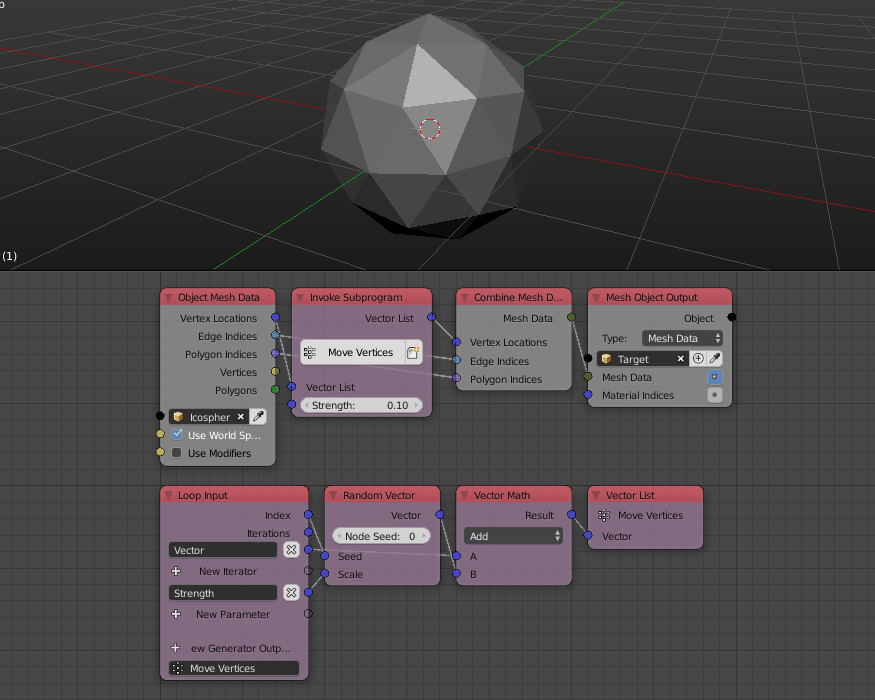 (1)
Object Mesh Data
Vertex Locations
Edge Indices
Polygon Indices
Vertices
Polygons
Icospher
Use World Sp...
Use Modifiers
Invoke Subprogram
Vector List
Move Vertices
Vector List
Strength: 0.10
Combine Mesh D...
Mesh Data
Vertex Locations
Edge Indices
Polygon Indices
Mesh Object Output
Object
Type: Mesh Data
Target
Mesh Data
Material Indices
Loop Input
Index
Iterations
Vector
New Iterator
Strength
New Parameter
ew Generator Outp...
Move Vertices
Random Vector
Vector
Node Seed: 0
Seed
Scale
Vector Math
Result
Add
A
B
Vector List
Move Vertices
Vector